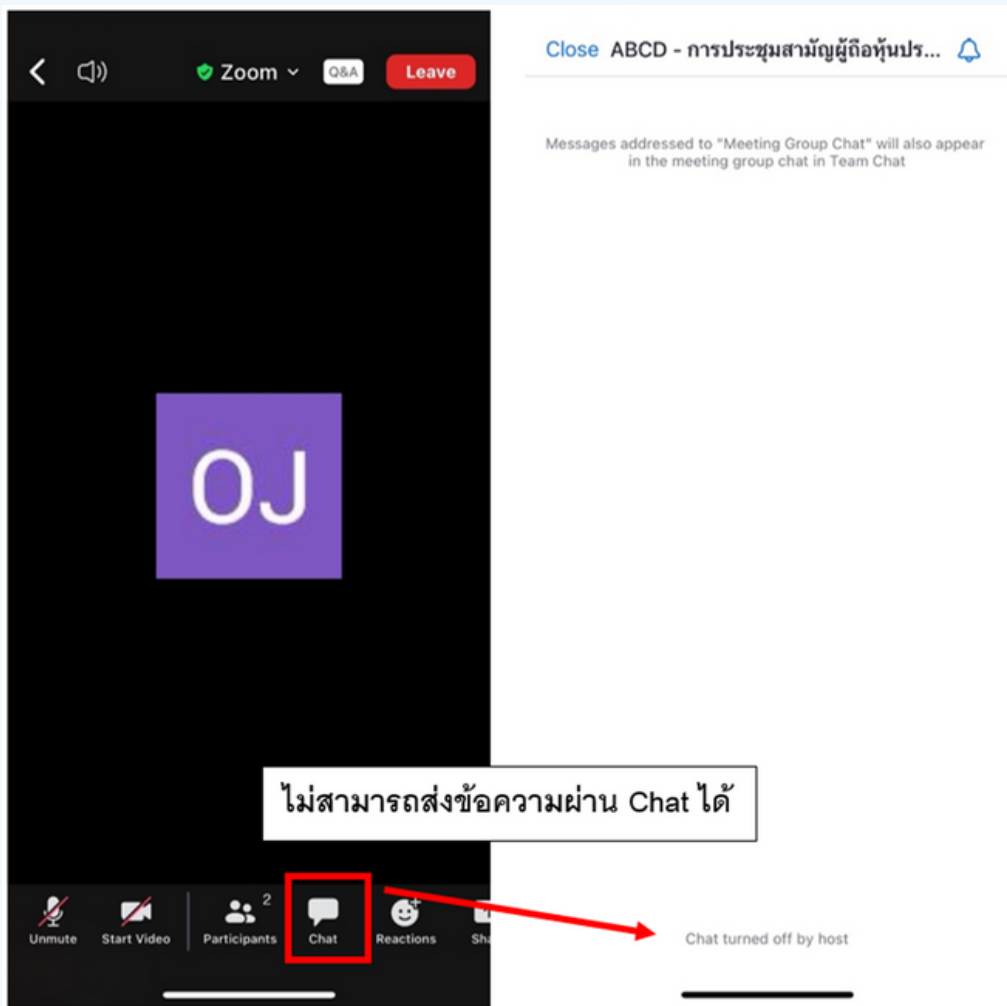 Zoom
Q&A
Leave
OJ
Close ABCD - การประชุมสามัญผู้ถือหุ้นปร...
Messages addressed to "Meeting Group Chat" will also appear
in the meeting group chat in Team Chat
ไม่สามารถส่งข้อความผ่าน Chat ได้
2
Unmute
Start Video
Participants
Chat
Reactions
Sha
Chat turned off by host